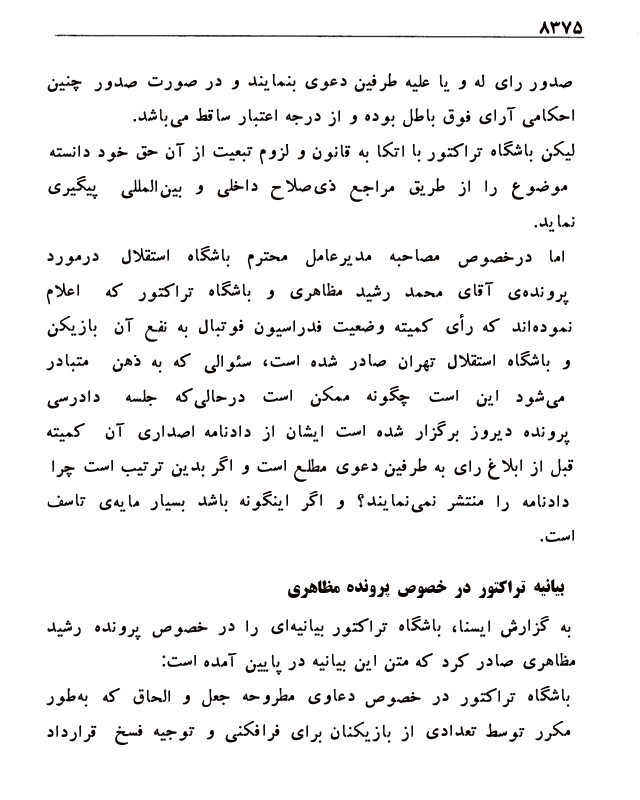 ۸۳۷۵
صدور رای له و یا علیه طرفین دعوی بنمایند و در صورت صدور چنین
احکامی آرای فوق باطل بوده و از درجه اعتبار ساقط می‌باشد.
لیکن باشگاه تراکتور با اتکا به قانون و لزوم تبعیت از آن حق خود دانسته
موضوع را از طریق مراجع ذی‌صلاح داخلی و بین‌المللی پیگیری
نماید.
اما درخصوص مصاحبه مدیرعامل محترم باشگاه استقلال درمورد
پرونده‌ی آقای محمد رشید مظاهری و باشگاه تراکتور که اعلام
نموده‌اند که رأی کمیته وضعیت فدراسیون فوتبال به نفع آن بازیکن
و باشگاه استقلال تهران صادر شده است، سئوالی که به ذهن متبادر
می‌شود این است چگونه ممکن است درحالی‌که جلسه دادرسی
پرونده دیروز برگزار شده است ایشان از دادنامه اصداری آن کمیته
قبل از ابلاغ رای به طرفین دعوی مطلع است و اگر بدین ترتیب است چرا
دادنامه را منتشر نمی‌نمایند؟ و اگر اینگونه باشد بسیار مایه‌ی تاسف
است.
بیانیه تراکتور در خصوص پرونده مظاهری
به گزارش ایسنا، باشگاه تراکتور بیانیه‌ای را در خصوص پرونده رشید
مظاهری صادر کرد که متن این بیانیه در پایین آمده است:
باشگاه تراکتور در خصوص دعاوی مطروحه جعل و الحاق که به‌طور
مکرر توسط تعدادی از بازیکنان برای فرافکنی و توجیه فسخ قرارداد